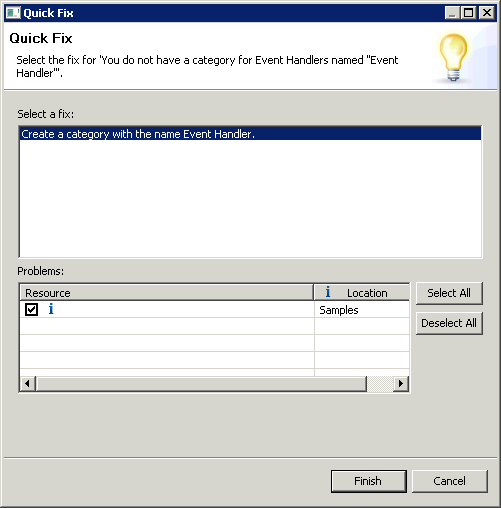 Quick Fix
Quick Fix
Select the fix for 'You do not have a category for Event Handlers named "Event
Handler"'.
Select a fix:
Create a category with the name Event Handler.
Problems:
Resource
Location
Select All
Samples
Deselect All
Finish
Cancel